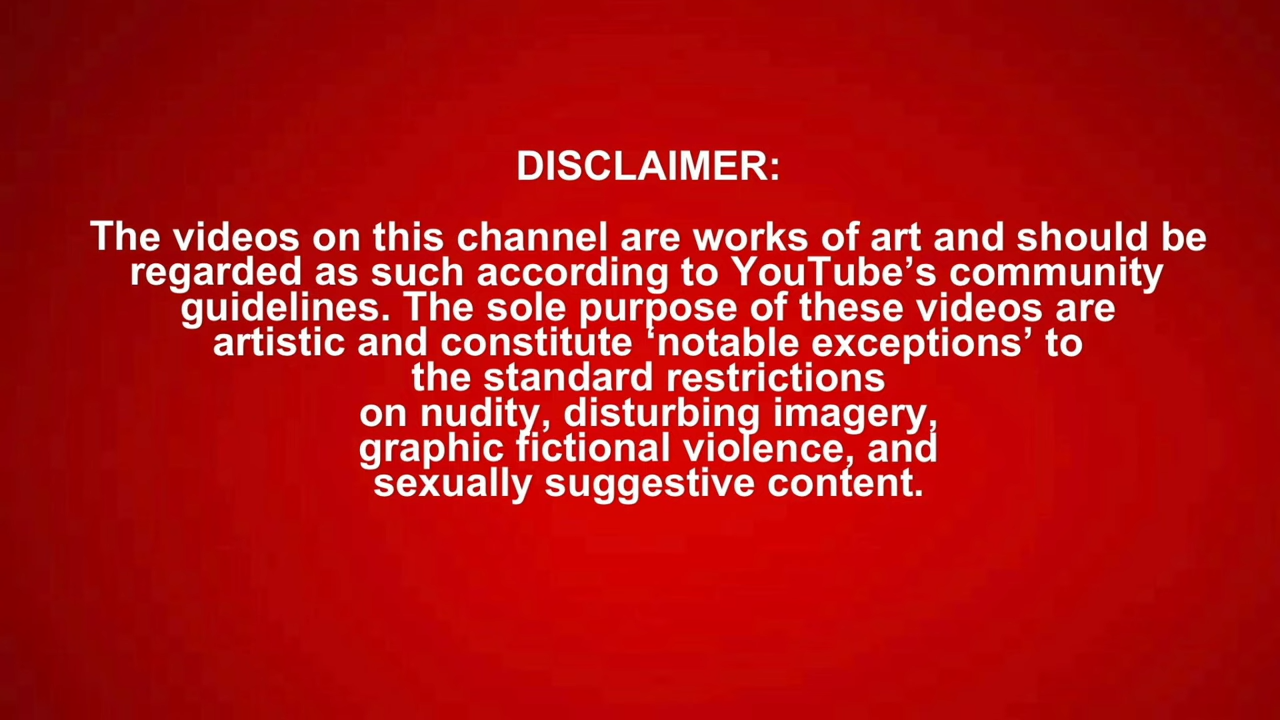 DISCLAIMER:
The videos on this channel are works of art and should be
regarded as such according to YouTube’s community
guidelines. The sole purpose of these videos are
artistic and constitute ‘notable exceptions’ to
the standard restrictions
on nudity, disturbing imagery,
graphic fictional violence, and
sexually suggestive content.